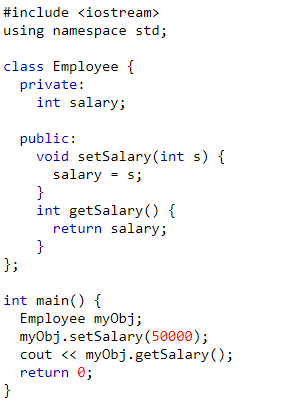 #include <iostream>
using namespace std;

class Employee {
  private:
    int salary;

  public:
    void setSalary(int s) {
      salary = s;
    }
    int getSalary() {
      return salary;
    }
};

int main() {
  Employee myObj;
  myObj.setSalary(50000);
  cout << myObj.getSalary();
  return 0;
}